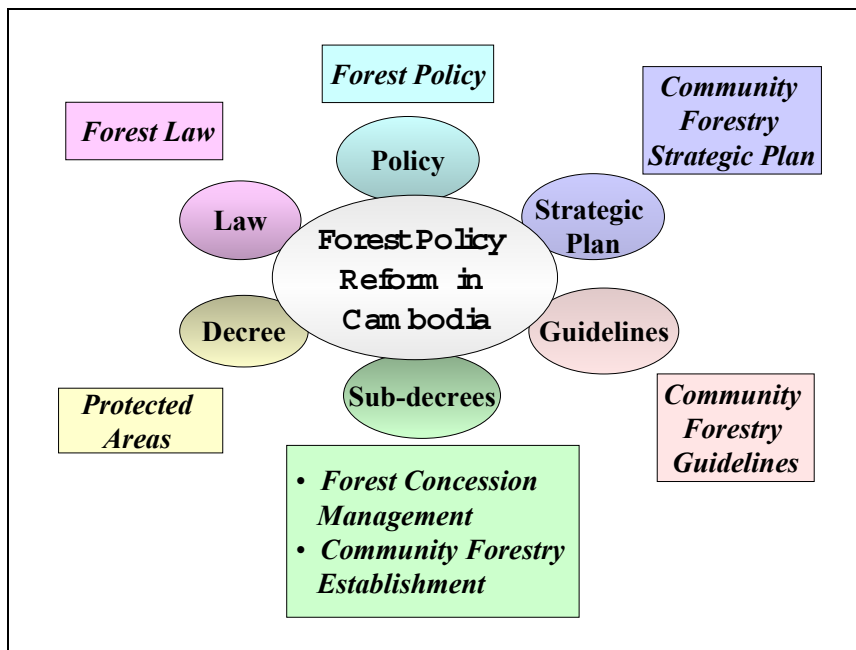 Forest Policy
Community
Forestry
Strategic Plan
Forest Law
Policy
Law
Strategic
Plan
Forest Policy
Reform in
Cambodia
Decree
Guidelines
Sub-decrees
Protected
Areas
Community
Forestry
Guidelines
• Forest Concession
Management
• Community Forestry
Establishment